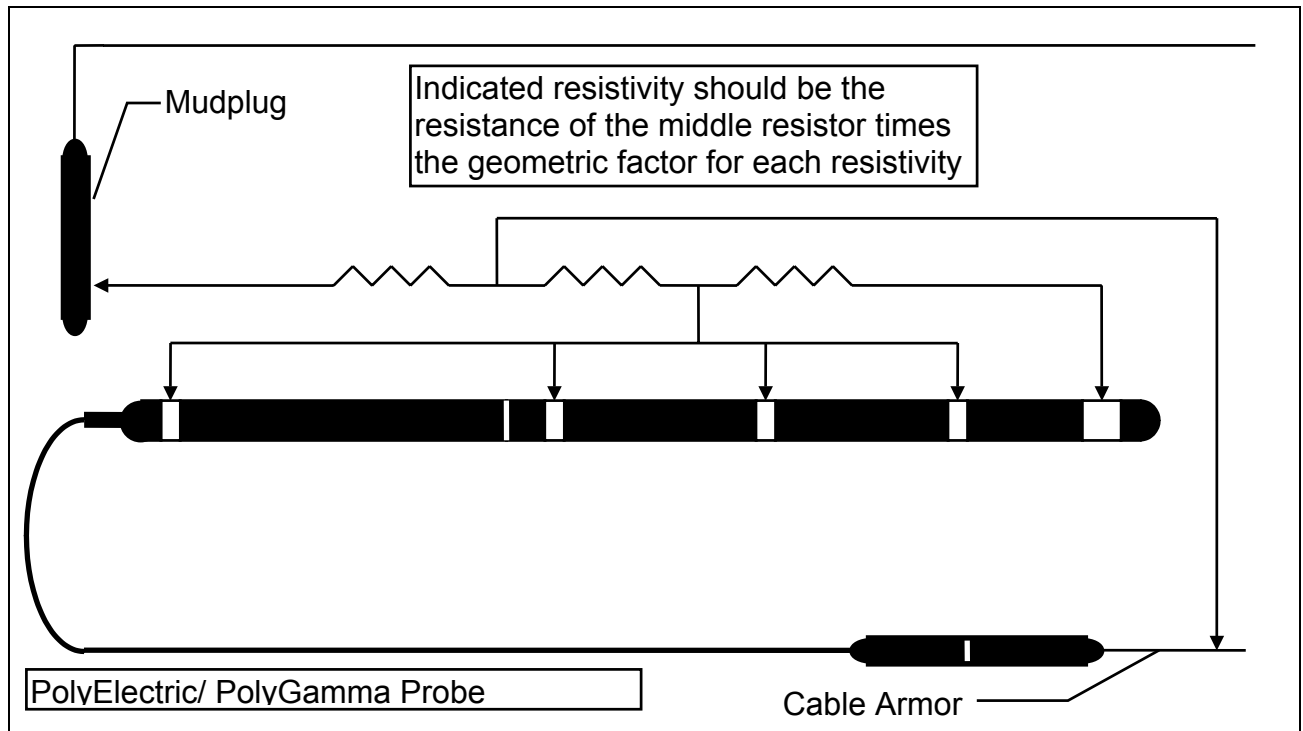 Mudplug
Indicated resistivity should be the
resistance of the middle resistor times
the geometric factor for each resistivity
PolyElectric/ PolyGamma Probe
Cable Armor